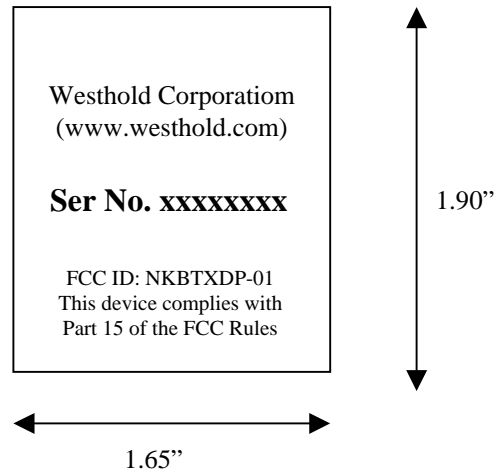 Westhold Corporatiom
(www.westhold.com)
Ser No. xxxxxxxx
1.90”
FCC ID: NKBTXDP-01
This device complies with
Part 15 of the FCC Rules
1.65”